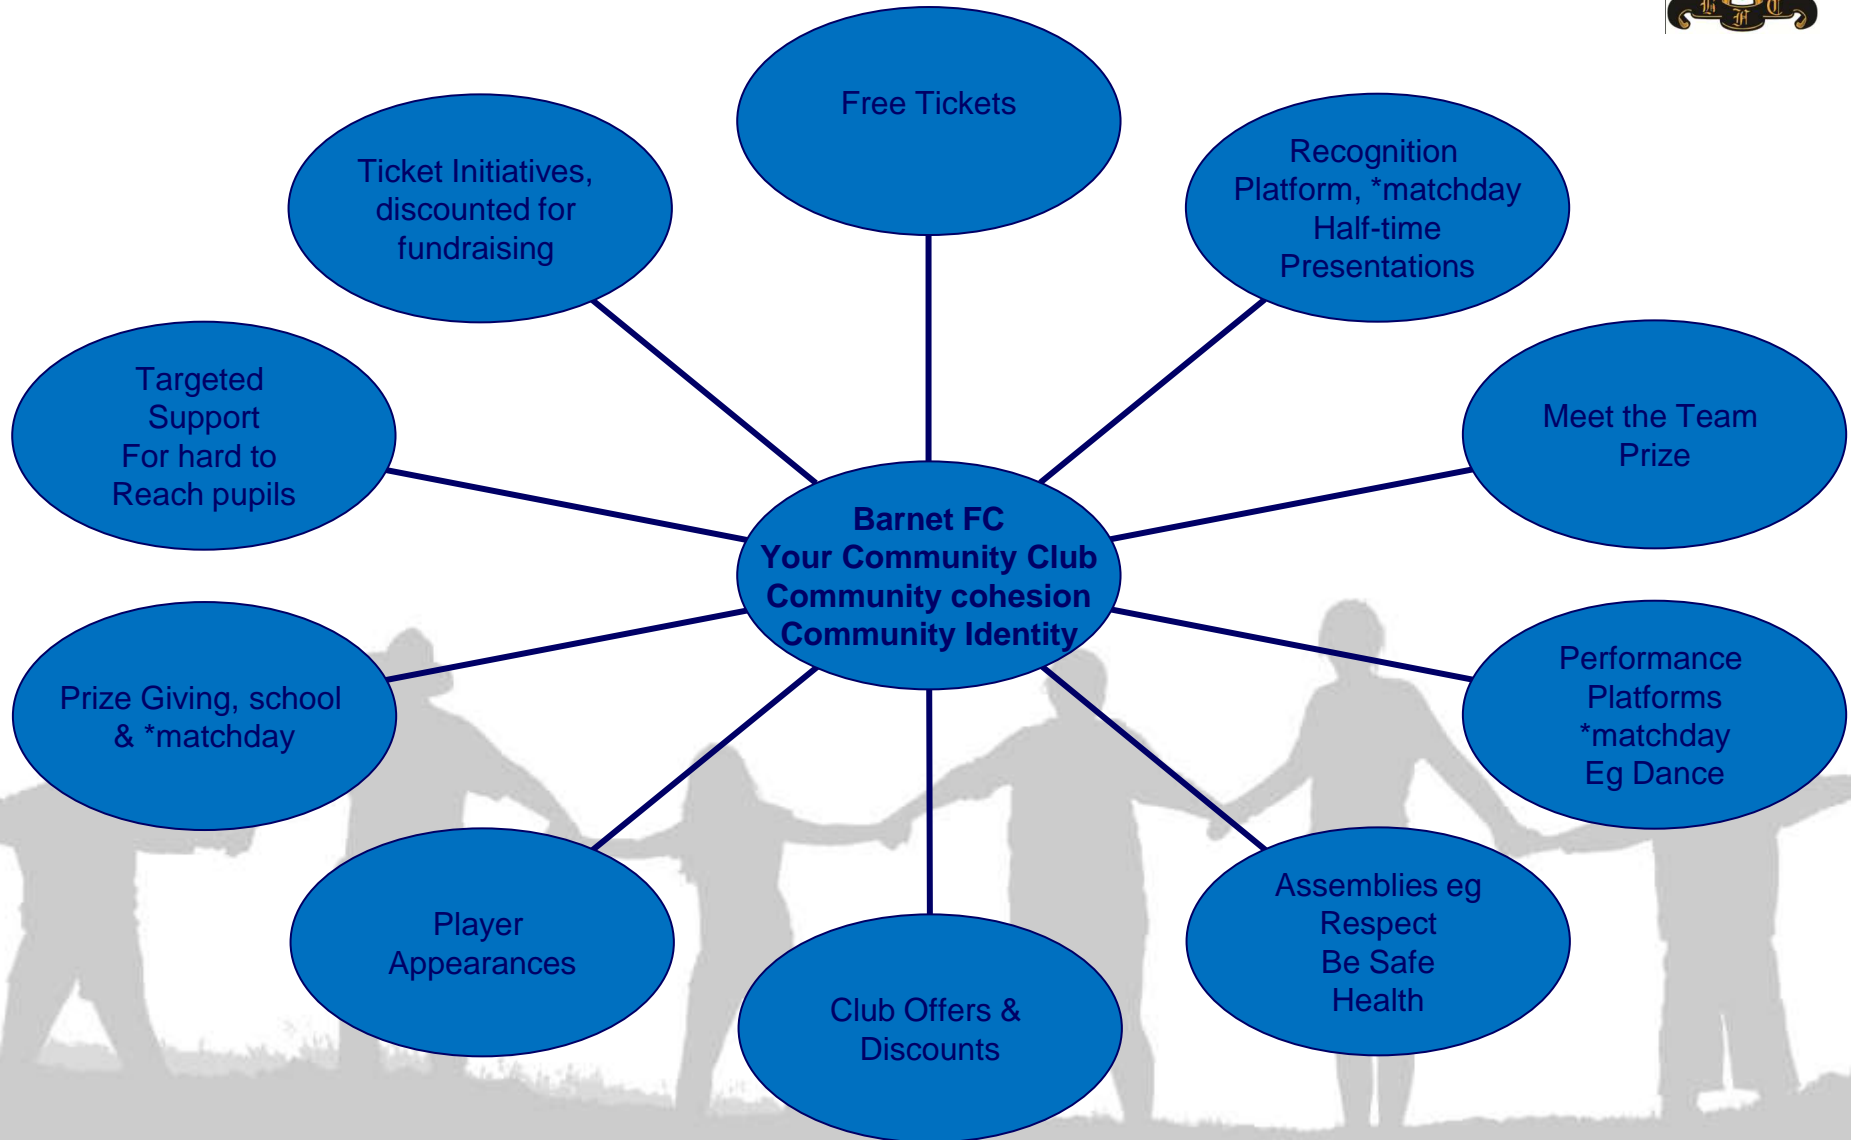 B F C
Free Tickets
Ticket Initiatives,
discounted for
fundraising
Recognition
Platform, *matchday
Half-time
Presentations
Targeted
Support
For hard to
Reach pupils
Meet the Team
Prize
Barnet FC
Your Community Club
Community cohesion
Community Identity
Prize Giving, school
& *matchday
Performance
Platforms
*matchday
Eg Dance
Player
Appearances
Assemblies eg
Respect
Be Safe
Health
Club Offers &
Discounts